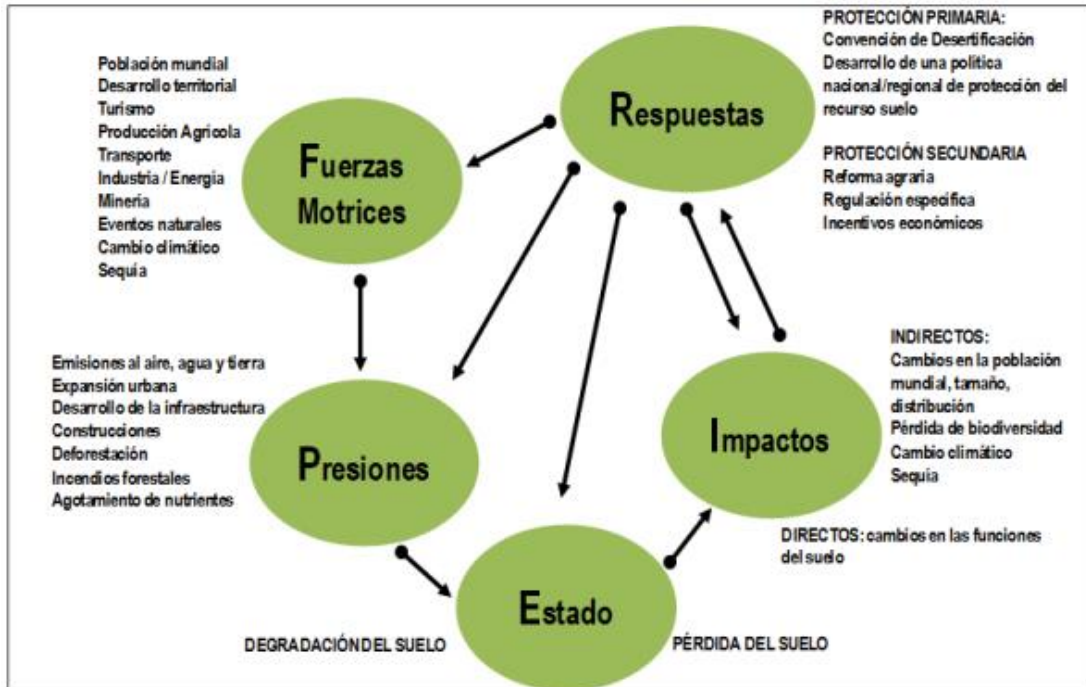 Población mundial
Desarrollo territorial
Turismo
Producción Agrícola
Transporte
Industria / Energía
Minería
Eventos naturales
Cambio climático
Sequía
Fuerzas
Motrices
Respuestas
PROTECCIÓN PRIMARIA:
Convención de Desertificación
Desarrollo de una política
nacional/regional de protección del
recurso suelo
PROTECCIÓN SECUNDARIA
Reforma agraria
Regulación específica
Incentivos económicos
Emisiones al aire, agua y tierra
Expansión urbana
Desarrollo de la infraestructura
Construcciones
Deforestación
Incendios forestales
Agotamiento de nutrientes
Presiones
Impactos
INDIRECTOS:
Cambios en la población
mundial, tamaño,
distribución
Pérdida de biodiversidad
Cambio climático
Sequía
DIRECTOS: cambios en las funciones
del suelo
Estado
DEGRADACIÓN DEL SUELO
PÉRDIDA DEL SUELO